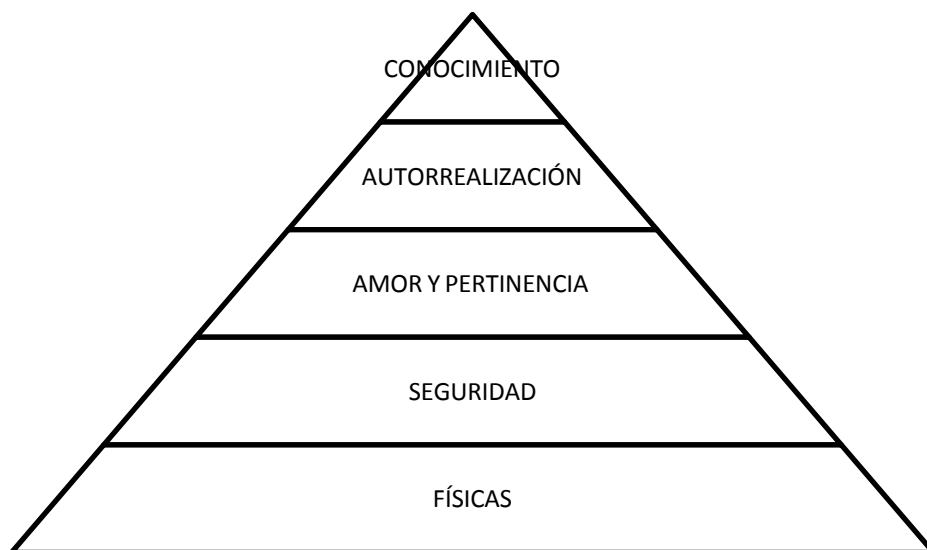 CONOCIMIENTO
AUTORREALIZACIÓN
AMOR Y PERTINENCIA
SEGURIDAD
FÍSICAS